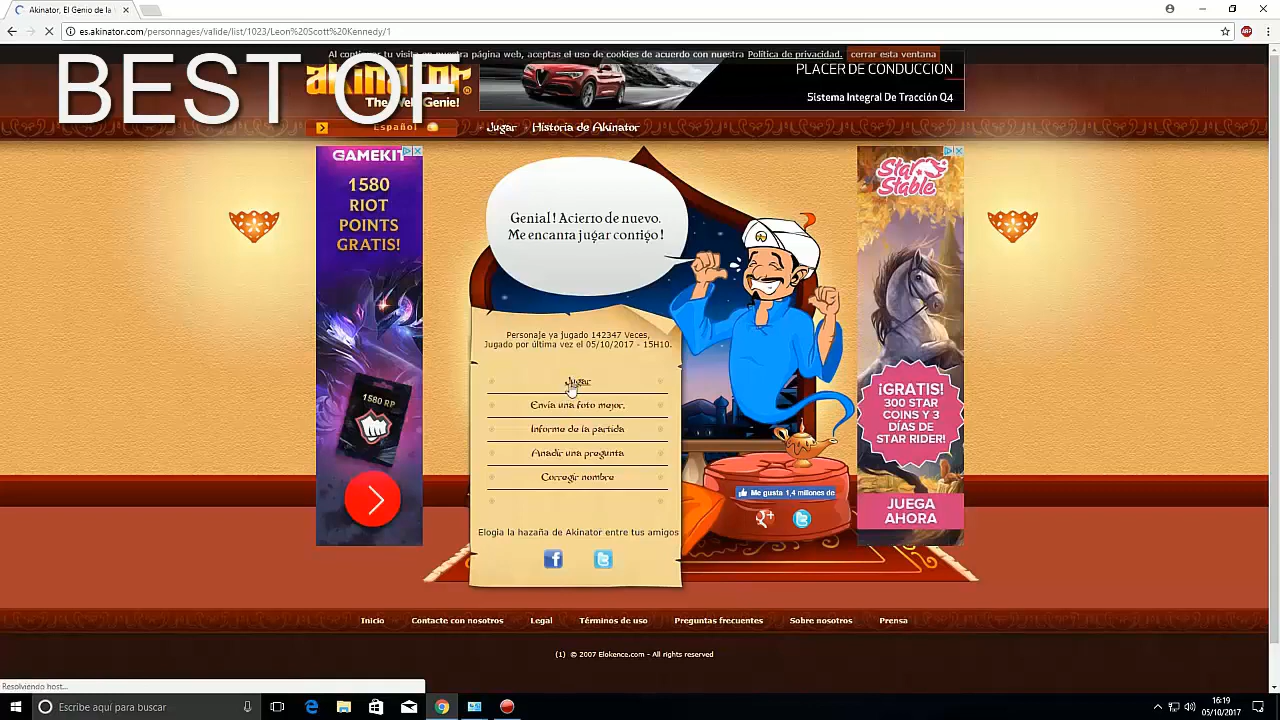 Akinator, El Genio de la
es.akinator.com/personnages/valide/list/1023/Leon%20Scott%20Kennedy/1
BEST OF
Al continuar tu visita en nuestra página web, aceptas el uso de cookies de acuerdo con nuestra Política de privacidad. cerrar esta ventana
akinator®
The Web Genie!
PLACER DE CONDUCCIÓN
Sistema Integral De Tracción Q4
Español
Jugar
Historia de Akinator
GAMEKIT
1580
RIOT
POINTS
GRATIS!
1580 RP
Genial! Acierto de nuevo.
Me encanta jugar contigo!
Personaje ya jugado 142347 Veces,
Jugado por última vez el 05/10/2017 - 15H10.
Jugar
Envía una foto mejor.
Informe de la partida
Anadir una pregunta
Corregir nombre
Elogia la hazaña de Akinator entre tus amigos
Me gusta 1,4 millones de
Star
Stable
¡GRATIS!
300 STAR
COINS Y 3
DÍAS DE
STAR RIDER!
JUEGA
AHORA
Inicio
Contacte con nosotros
Legal
Términos de uso
Preguntas frecuentes
Sobre nosotros
Prensa
(1) © 2007 Elokence.com - All rights reserved
Resolviendo host...
Escribe aquí para buscar
16:19
05/10/2017